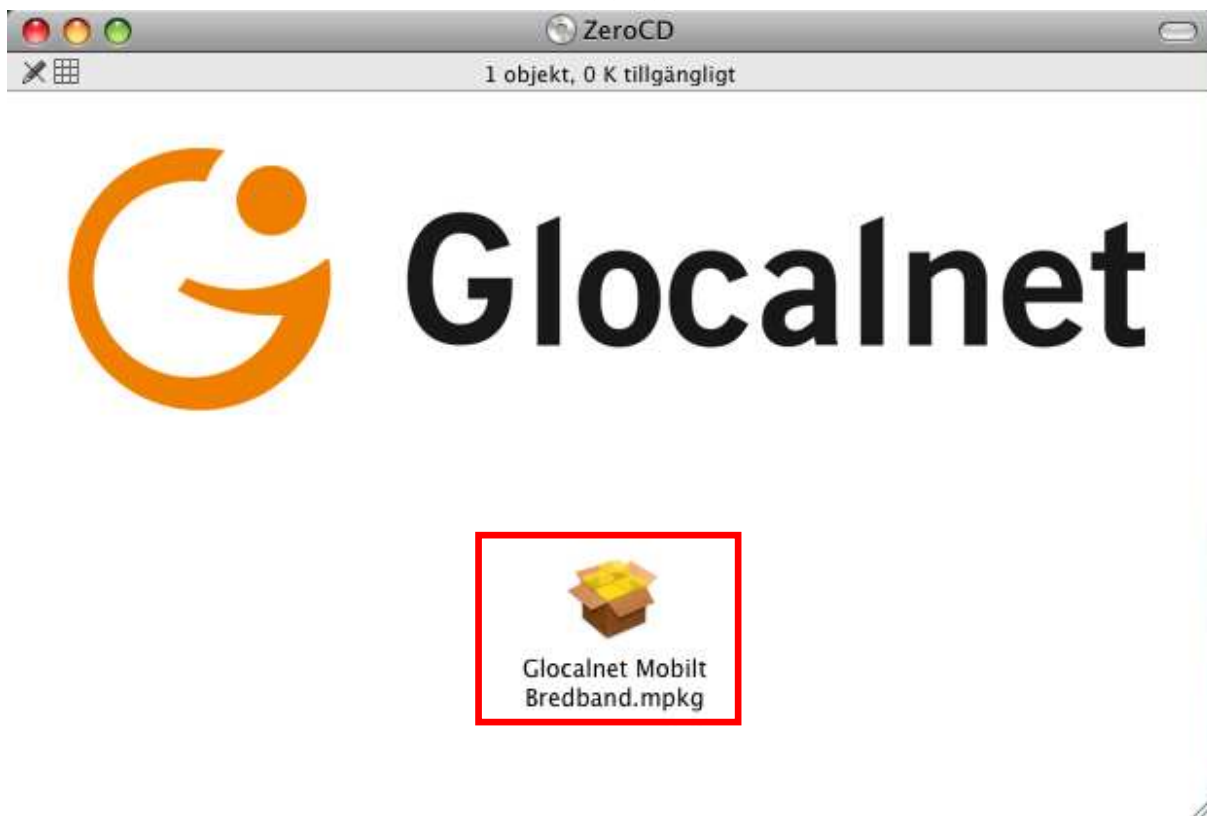 ZeroCD
1 objekt, 0 K tillgängligt
Glocalnet
Glocalnet Mobilt
Bredband.mpkg